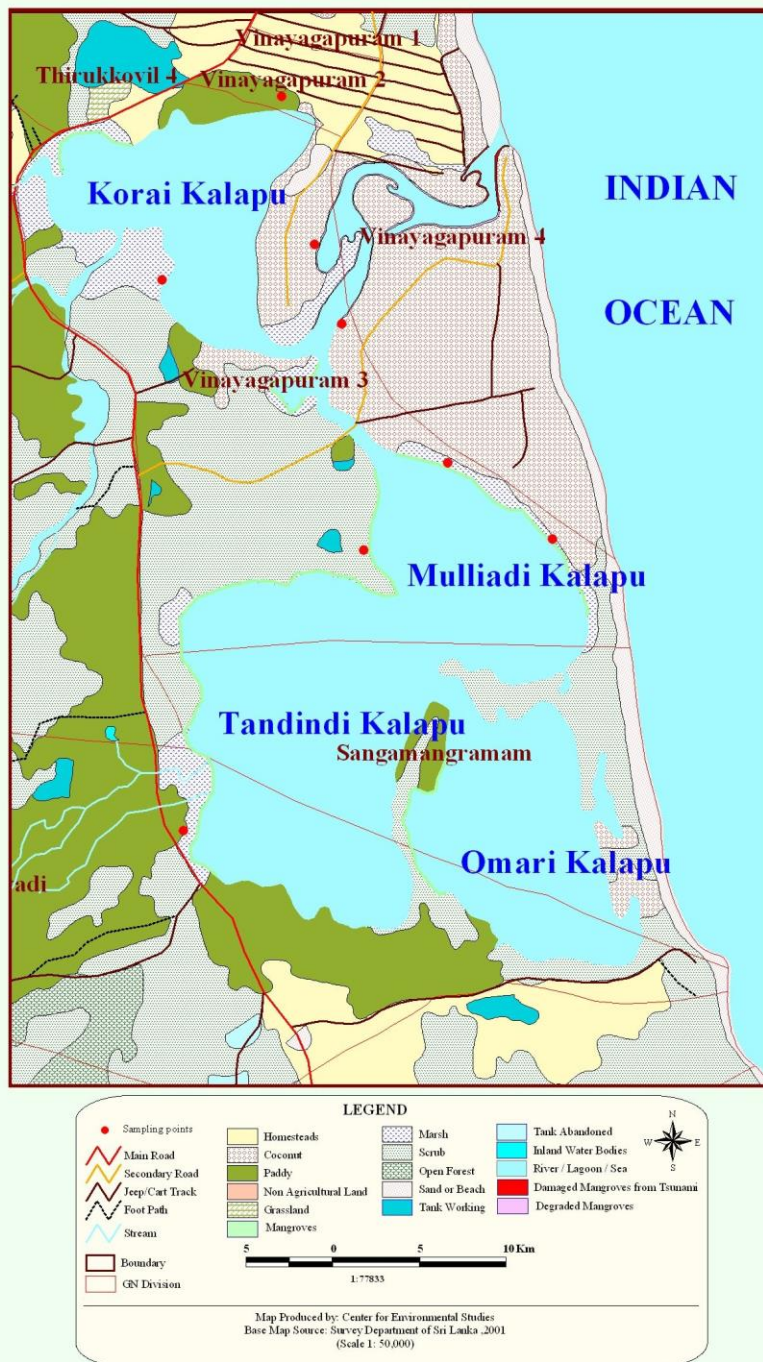 Vinayagapuram 1
Thirukkovil 4
Vinayagapuram 2
Korai Kalapu
INDIAN
Vinayagapuram 4
OCEAN
Vinayagapuram 3
Mulliadi Kalapu
Tandindi Kalapu
Sangamangramam
Omari Kalapu
adi
LEGEND
Sampling points
Main Road
Secondary Road
Jeep/Cart Track
Foot Path
Stream
Boundary
GN Division
Homesteads
Coconut
Paddy
Non Agricultural Land
Grassland
Mangroves
Marsh
Scrub
Open Forest
Sand or Beach
Tank Working
Tank Abandoned
Inland Water Bodies
River / Lagoon / Sea
Damaged Mangroves from Tsunami
Degraded Mangroves
N
W E
S
5 0 5 10 Km
1:77833
Map Produced by: Center for Environmental Studies
Base Map Source: Survey Department of Sri Lanka ,2001
(Scale 1: 50,000)